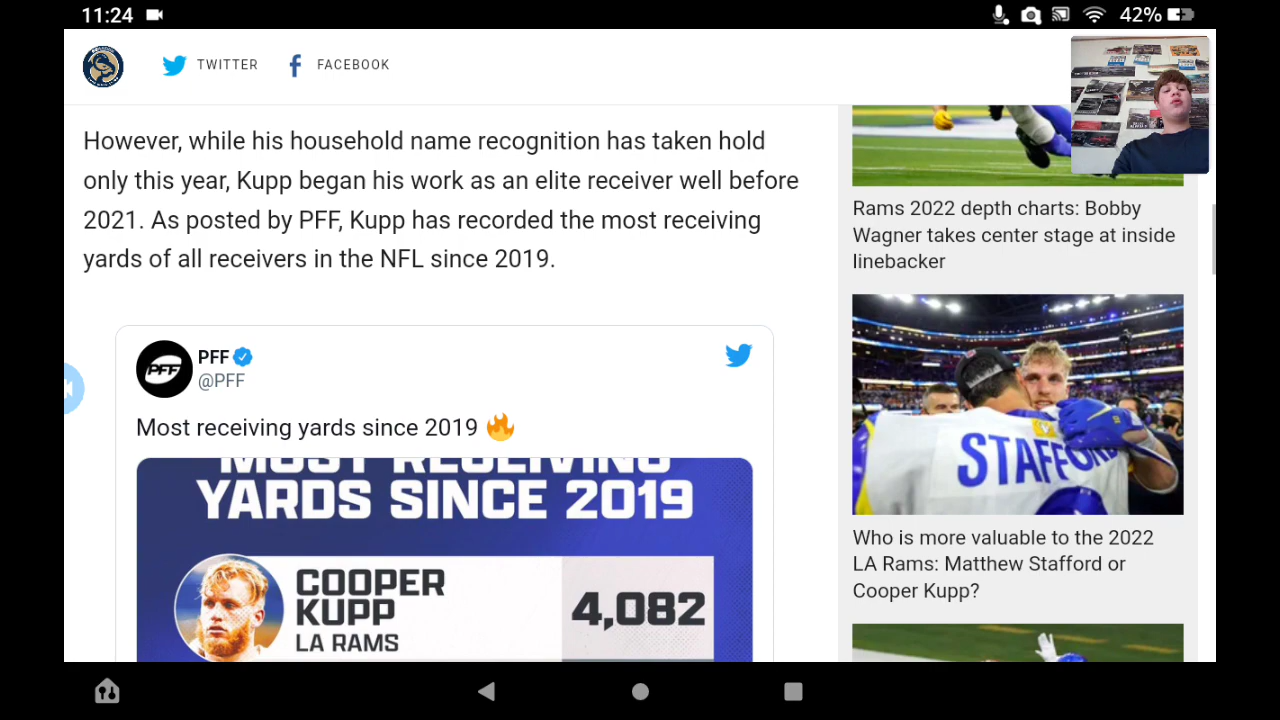 11:24
42%
TWITTER
FACEBOOK
However, while his household name recognition has taken hold
only this year, Kupp began his work as an elite receiver well before
2021. As posted by PFF, Kupp has recorded the most receiving
yards of all receivers in the NFL since 2019.
PFF
PFF
@PFF
Most receiving yards since 2019
MOST RECEIVING
YARDS SINCE 2019
COOPER
KUPP
LA RAMS
4,082
Rams 2022 depth charts: Bobby
Wagner takes center stage at inside
linebacker
STAFFORD
Who is more valuable to the 2022
LA Rams: Matthew Stafford or
Cooper Kupp?